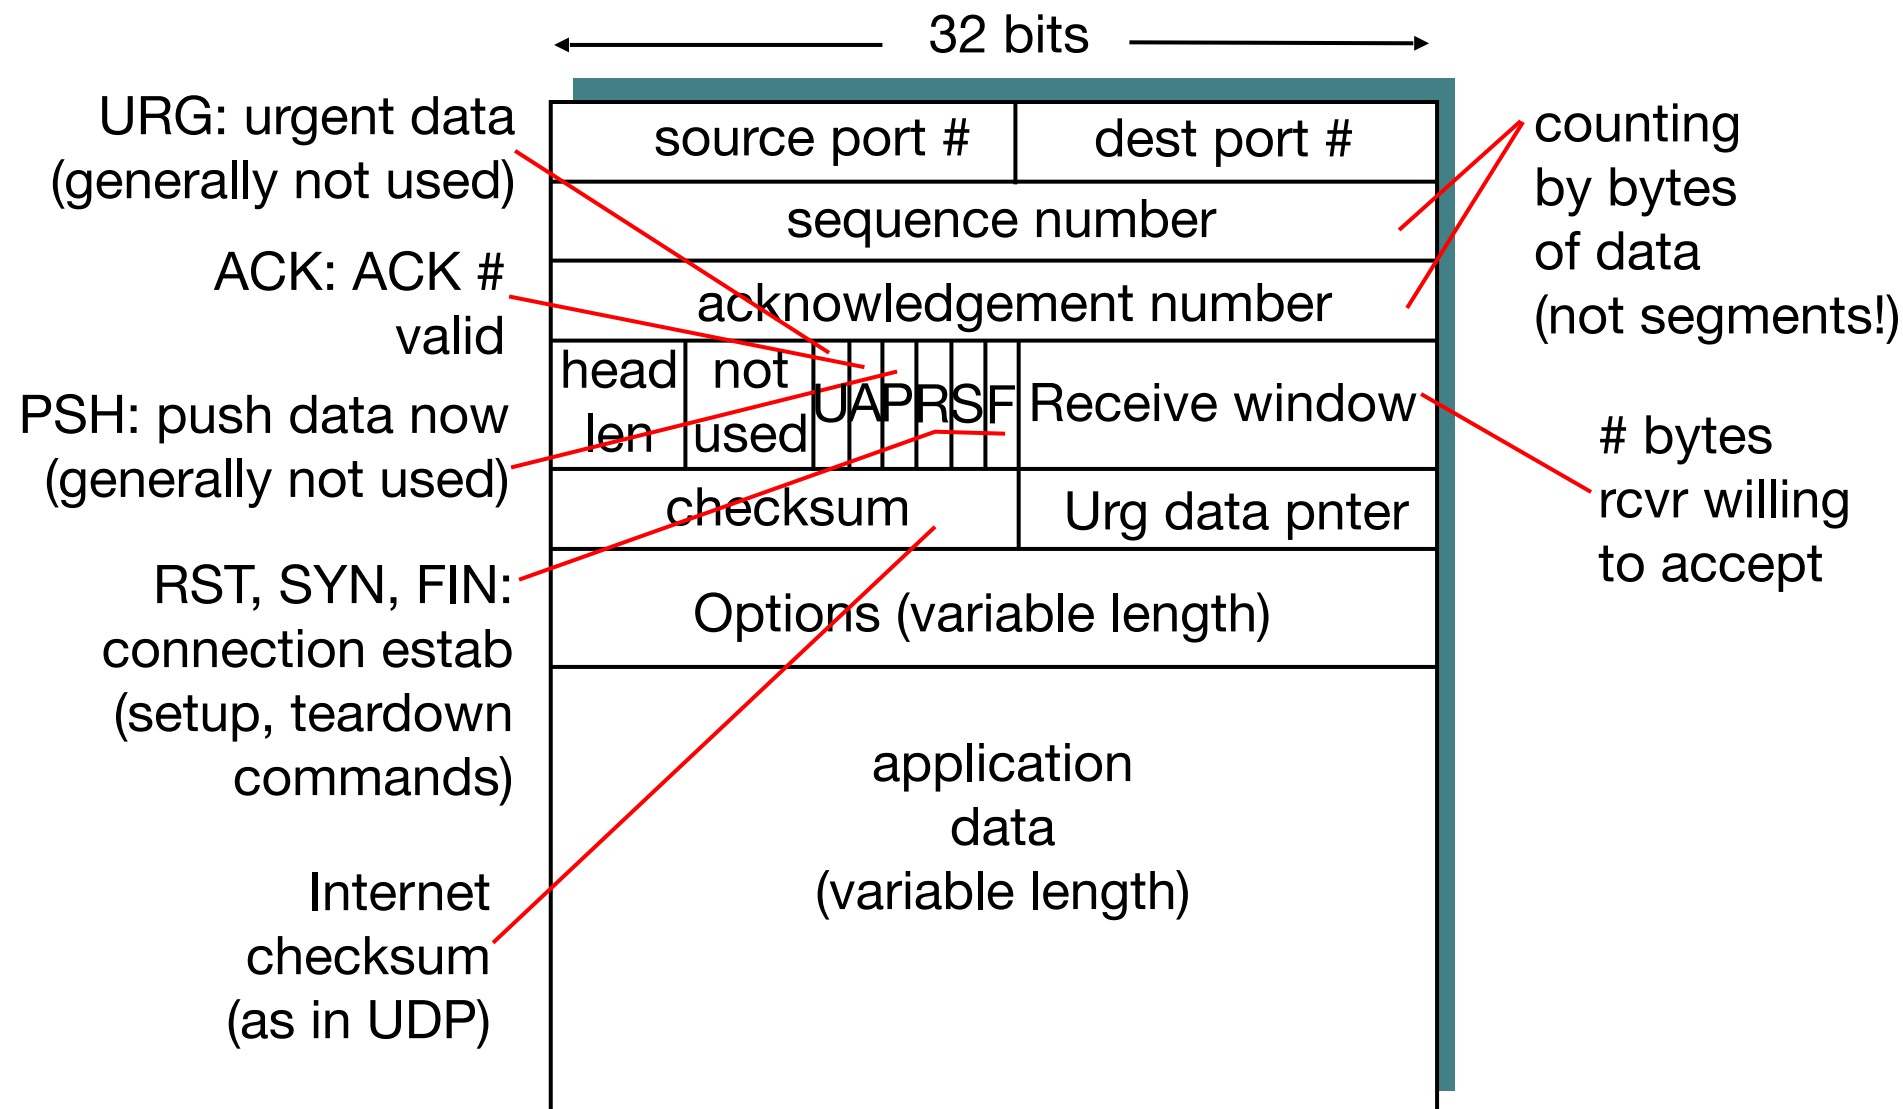 32 bits
URG: urgent data
(generally not used)
ACK: ACK #
valid
PSH: push data now
(generally not used)
RST, SYN, FIN:
connection estab
(setup, teardown
commands)
Internet
checksum
(as in UDP)
source port #
dest port #
sequence number
acknowledgement number
head
len
not
used
U
A
P
R
S
F
Receive window
checksum
Urg data pnter
Options (variable length)
application
data
(variable length)
counting
by bytes
of data
(not segments!)
# bytes
rcvr willing
to accept